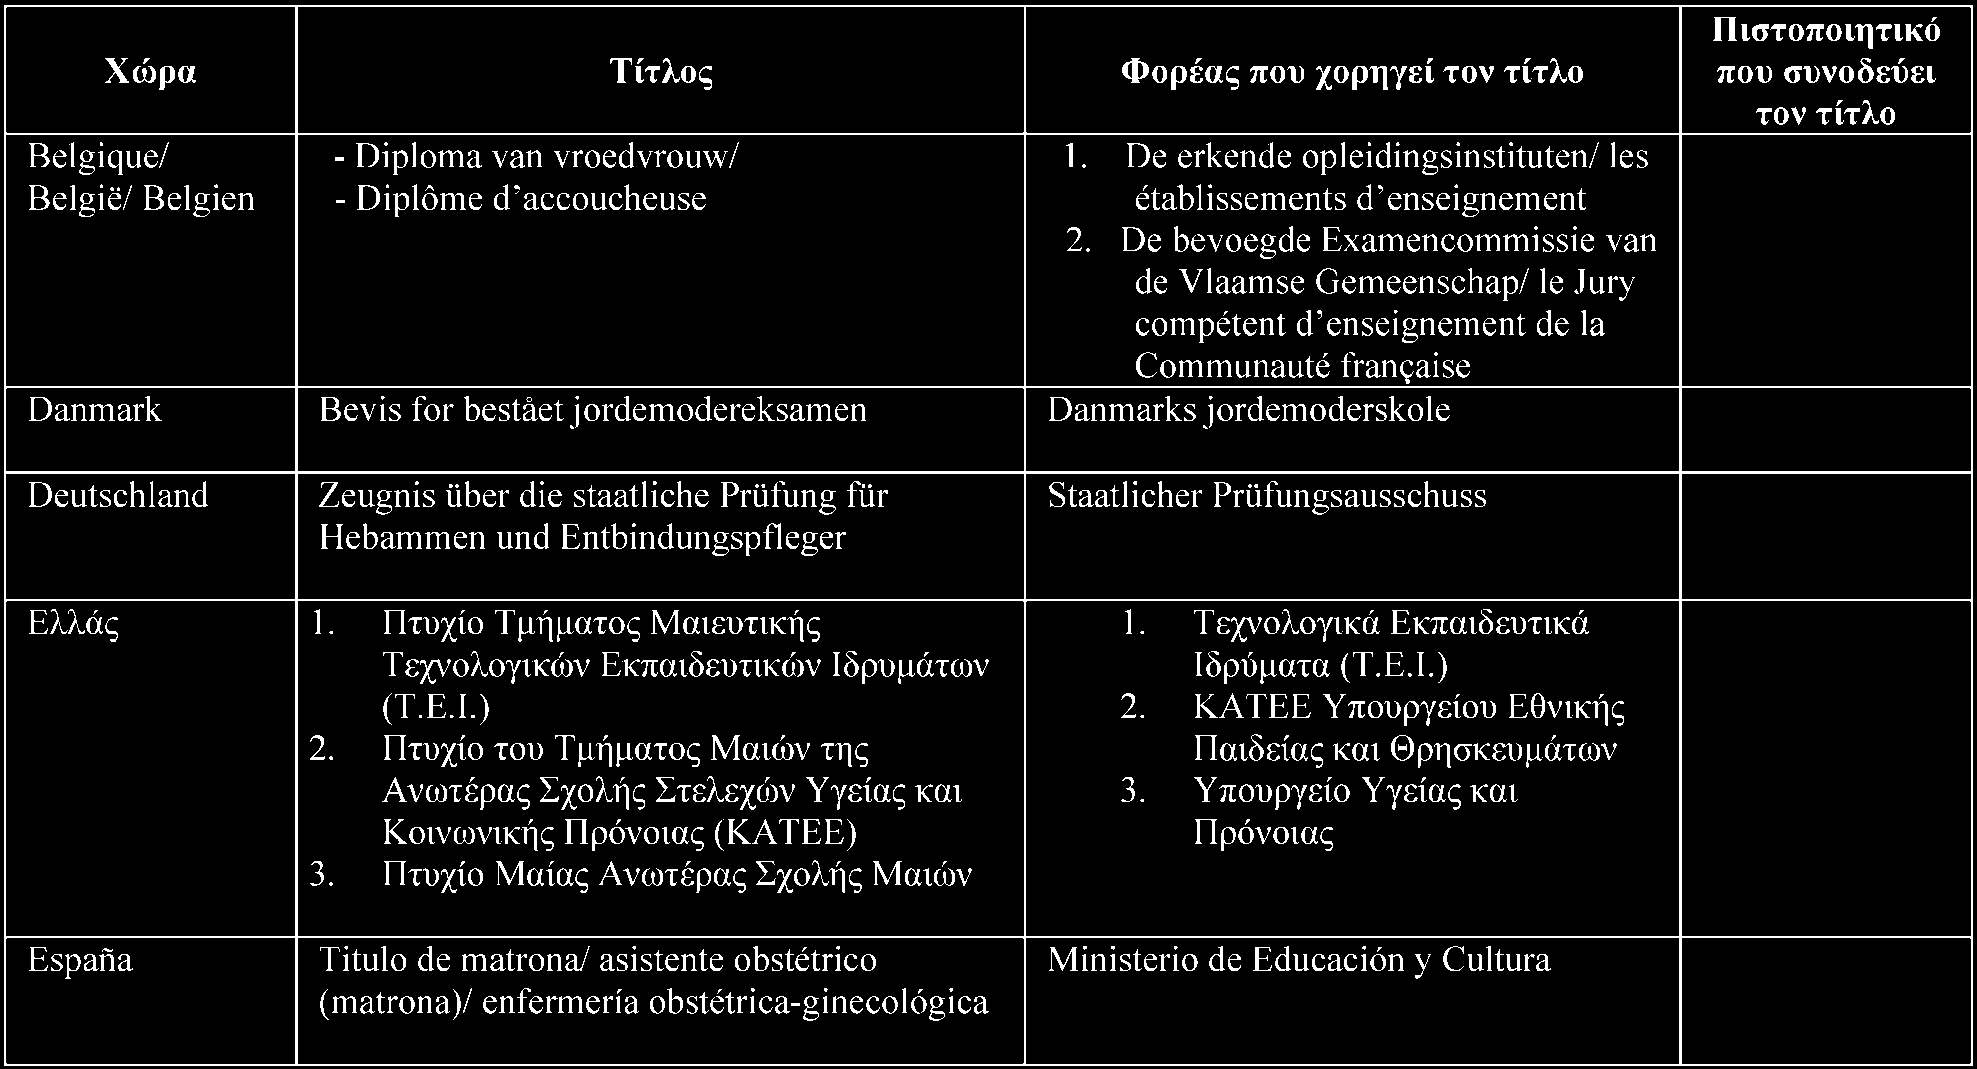 Χώρα
Τίτλος
Φορέας που χορηγεί τον τίτλο
Πιστοποιητικό
που συνοδεύει
τον τίτλο
Belgique/
België/ Belgien
- Diploma van vroedvrouw/
- Diplôme d’accoucheuse
1. De erkende opleidingsinstituten/ les
établissements d’enseignement
2. De bevoegde Examencommissie van
de Vlaamse Gemeenschap/ le Jury
compétent d’enseignement de la
Communauté française
Danmark
Bevis for bestået jordemodereksamen
Danmarks jordemoderskole
Deutschland
Zeugnis über die staatliche Prüfung für
Hebammen und Entbindungspfleger
Staatlicher Prüfungsausschuss
Ελλάς
1. Πτυχίο Τμήματος Μαιευτικής
Τεχνολογικών Εκπαιδευτικών Ιδρυμάτων
(Τ.Ε.Ι.)
2. Πτυχίο του Τμήματος Μαιών της
Ανωτέρας Σχολής Στελεχών Υγείας και
Κοινωνικής Πρόνοιας (ΚΑΤΕΕ)
3. Πτυχίο Μαίας Ανωτέρας Σχολής Μαιών
1. Τεχνολογικά Εκπαιδευτικά
Ιδρύματα (Τ.Ε.Ι.)
2. ΚΑΤΕΕ Υπουργείου Εθνικής
Παιδείας και Θρησκευμάτων
3. Υπουργείο Υγείας και
Πρόνοιας
España
Titulo de matrona/ asistente obstétrico
(matrona)/ enfermería obstétrica-ginecológica
Ministerio de Educación y Cultura